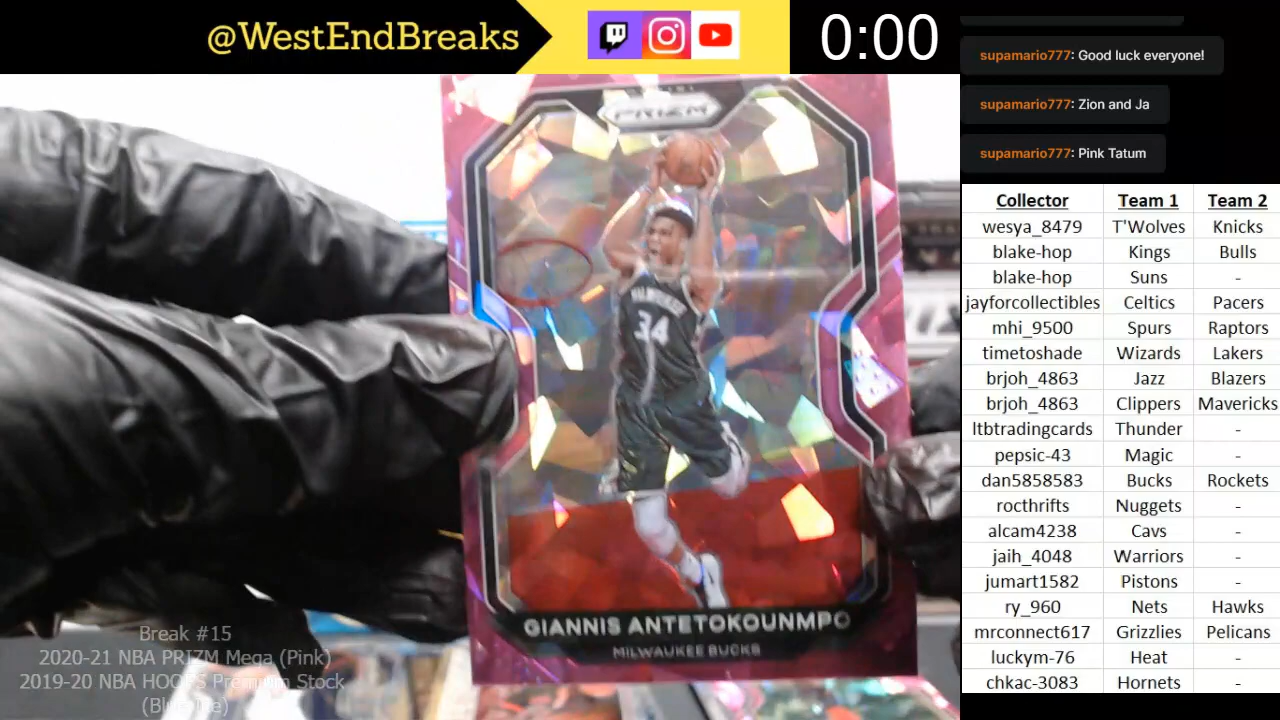 @WestEndBreaks
0:00
supamario777: Good luck everyone!
supamario777: Zion and Ja
supamario777: Pink Tatum
PRIZM
MILWAUKEE
34
GIANNIS ANTETOKOUNMPO
MILWAUKEE BUCKS
Break #15
2020-21 NBA PRIZM Mega (Pink)
2019-20 NBA HOOPS Premium Stock
(Blue Ice)
Collector Team 1 Team 2
wesya_8479 T'Wolves Knicks
blake-hop Kings Bulls
blake-hop Suns -
jayforcollectibles Celtics Pacers
mhi_9500 Spurs Raptors
timetoshade Wizards Lakers
brjoh_4863 Jazz Blazers
brjoh_4863 Clippers Mavericks
ltbtradingcards Thunder -
pepsic-43 Magic -
dan5858583 Bucks Rockets
rocthrifts Nuggets -
alcam4238 Cavs -
jaih_4048 Warriors -
jumart1582 Pistons -
ry_960 Nets Hawks
mrconnect617 Grizzlies Pelicans
luckym-76 Heat -
chkac-3083 Hornets -